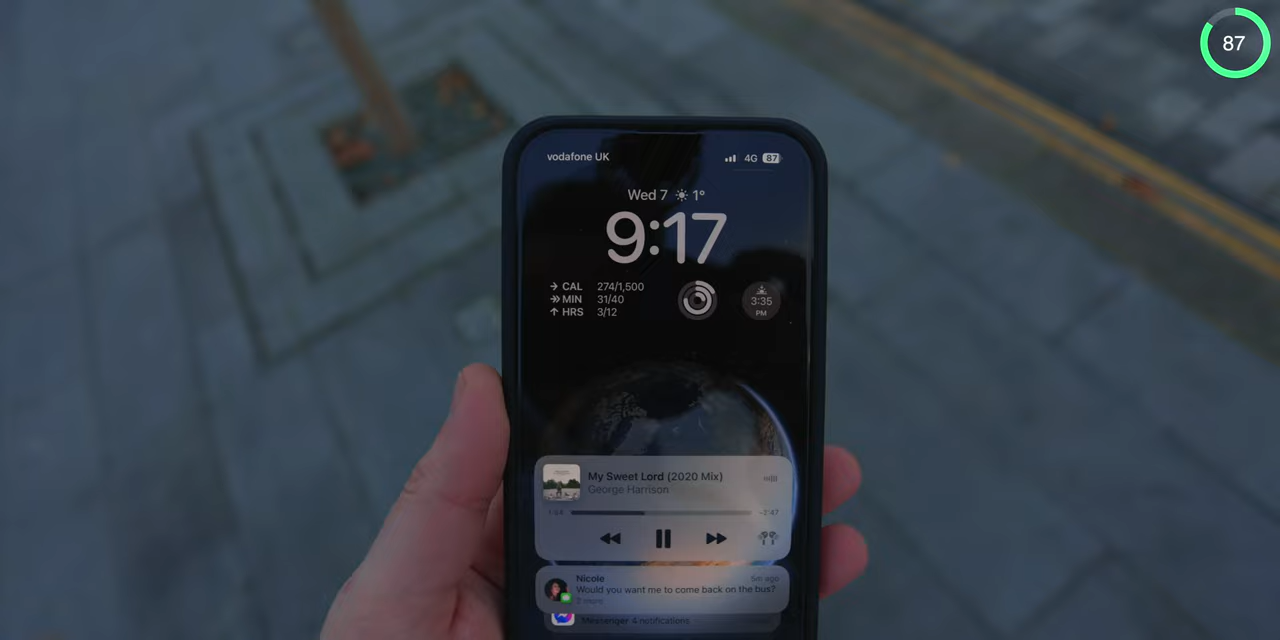 87
vodafone UK 4G 87
Wed 7 1°
9:17
CAL 274/1,500
MIN 31/40
HRS 3/12
3:35
PM
My Sweet Lord (2020 Mix)
George Harrison
Nicole 5m ago
Would you want me to come back on the bus?
2 more
Messenger 4 notifications